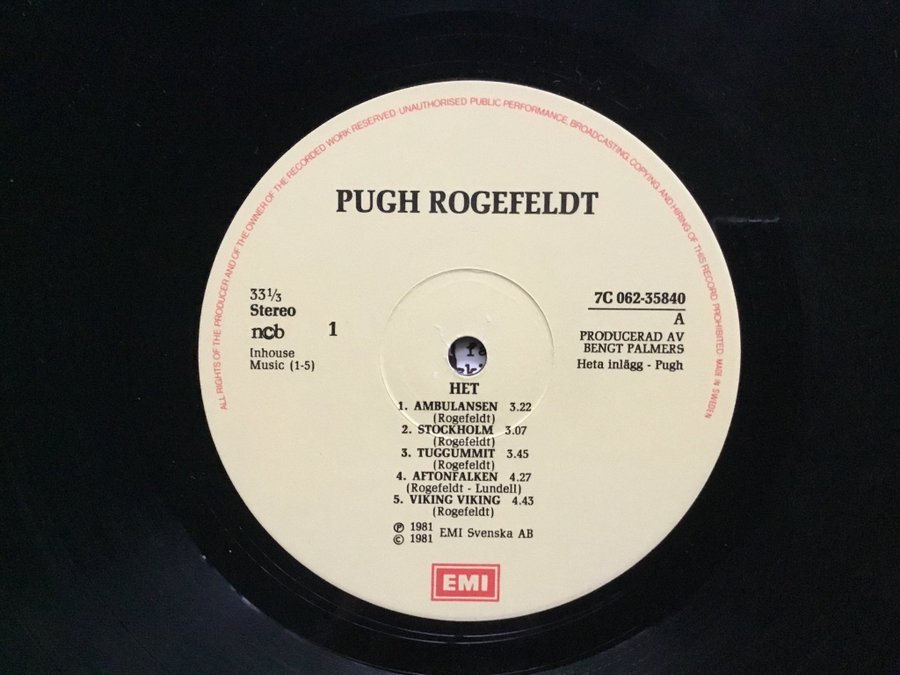 ALL RIGHTS OF THE PRODUCER AND OF THE OWNER OF THE RECORDED WORK RESERVED UNAUTHORISED PUBLIC PERFORMANCE BROADCASTING COPYING AND HIRING OF THIS RECORD PROHIBITED MADE IN SWEDEN
PUGH ROGEFELDT
33⅓
Stereo
ncb
1
Inhouse
Music (1-5)
7C 062-35840
A
PRODUCERAD AV
BENGT PALMERS
Heta inlägg - Pugh
HET
1. AMBULANSEN 3.22
(Rogefeldt)
2. STOCKHOLM 3.07
(Rogefeldt)
3. TUGGUMMIT 3.45
(Rogefeldt)
4. AFTONFALKEN 4.27
(Rogefeldt - Lundell)
5. VIKING VIKING 4.43
(Rogefeldt)
℗ 1981
© 1981 EMI Svenska AB
EMI